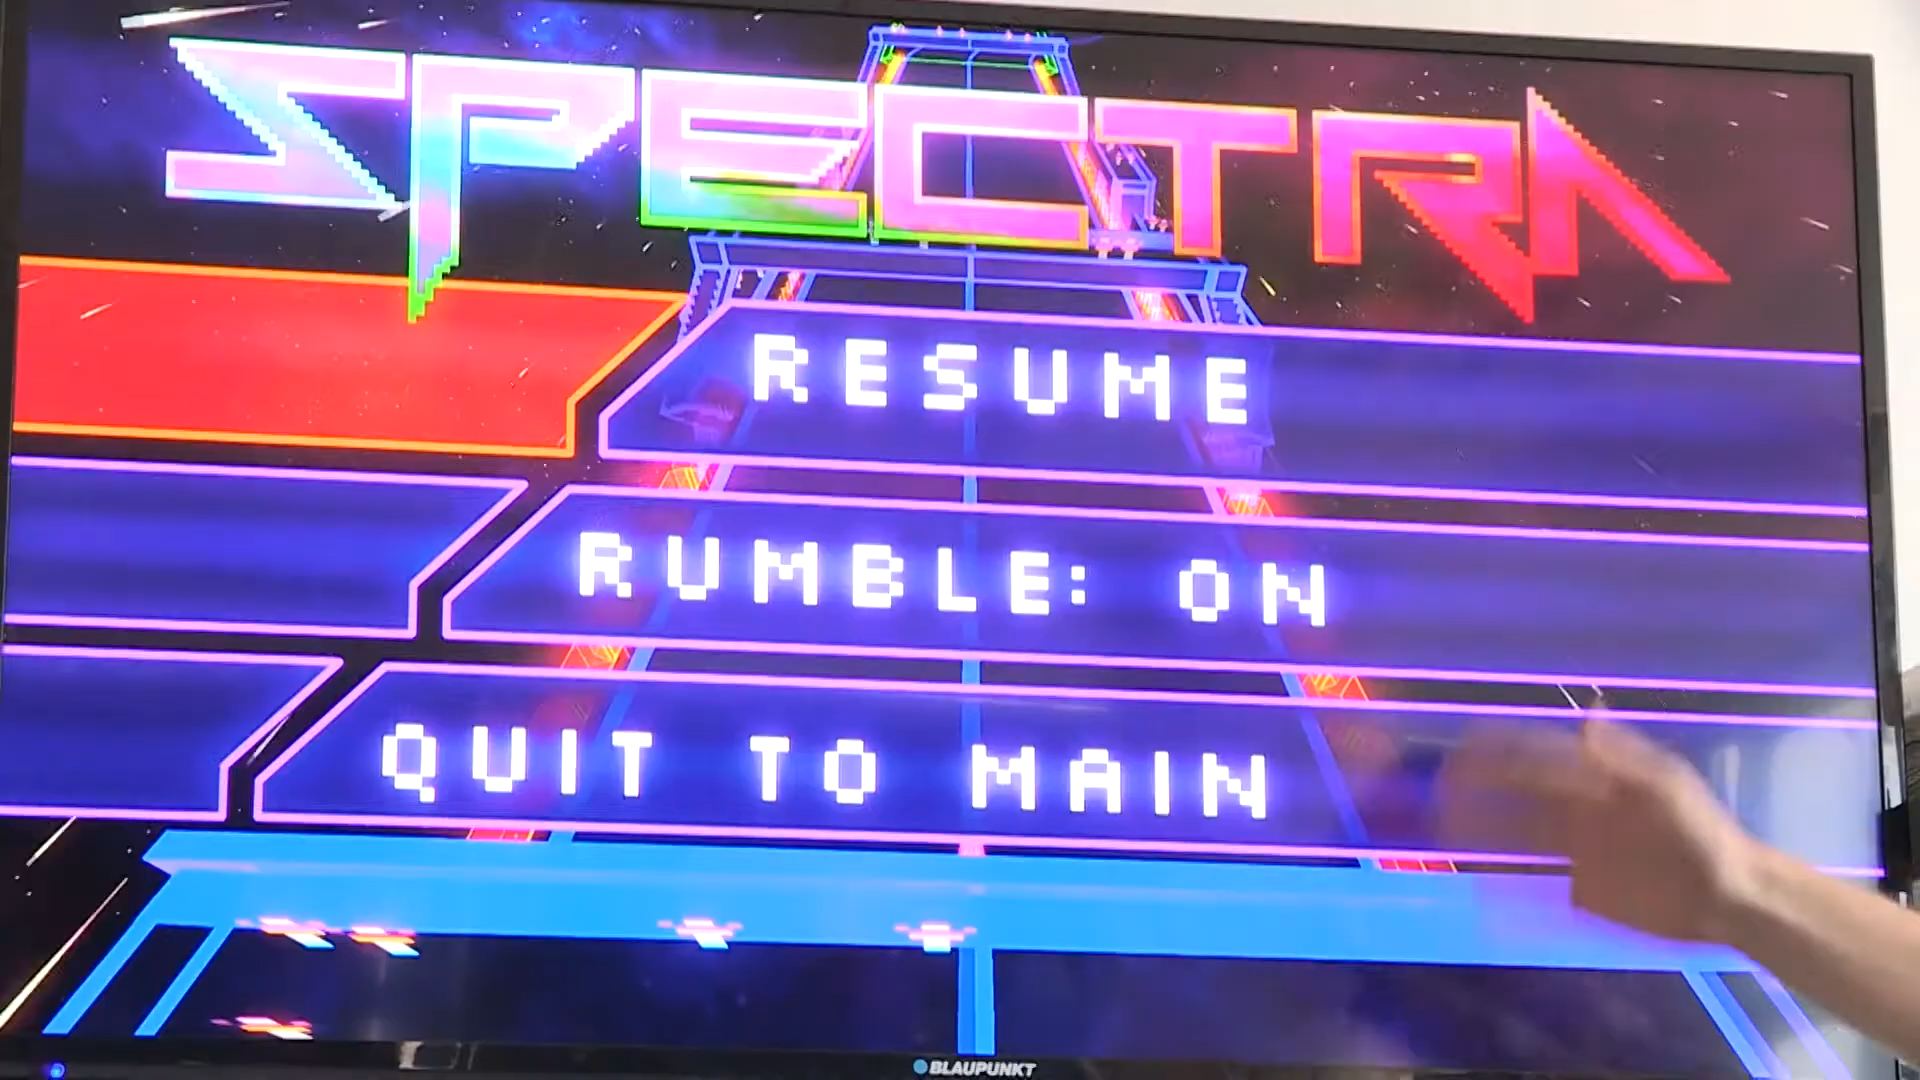 SPECTRA
RESUME
RUMBLE: ON
QUIT TO MAIN
BLAUPUNKT